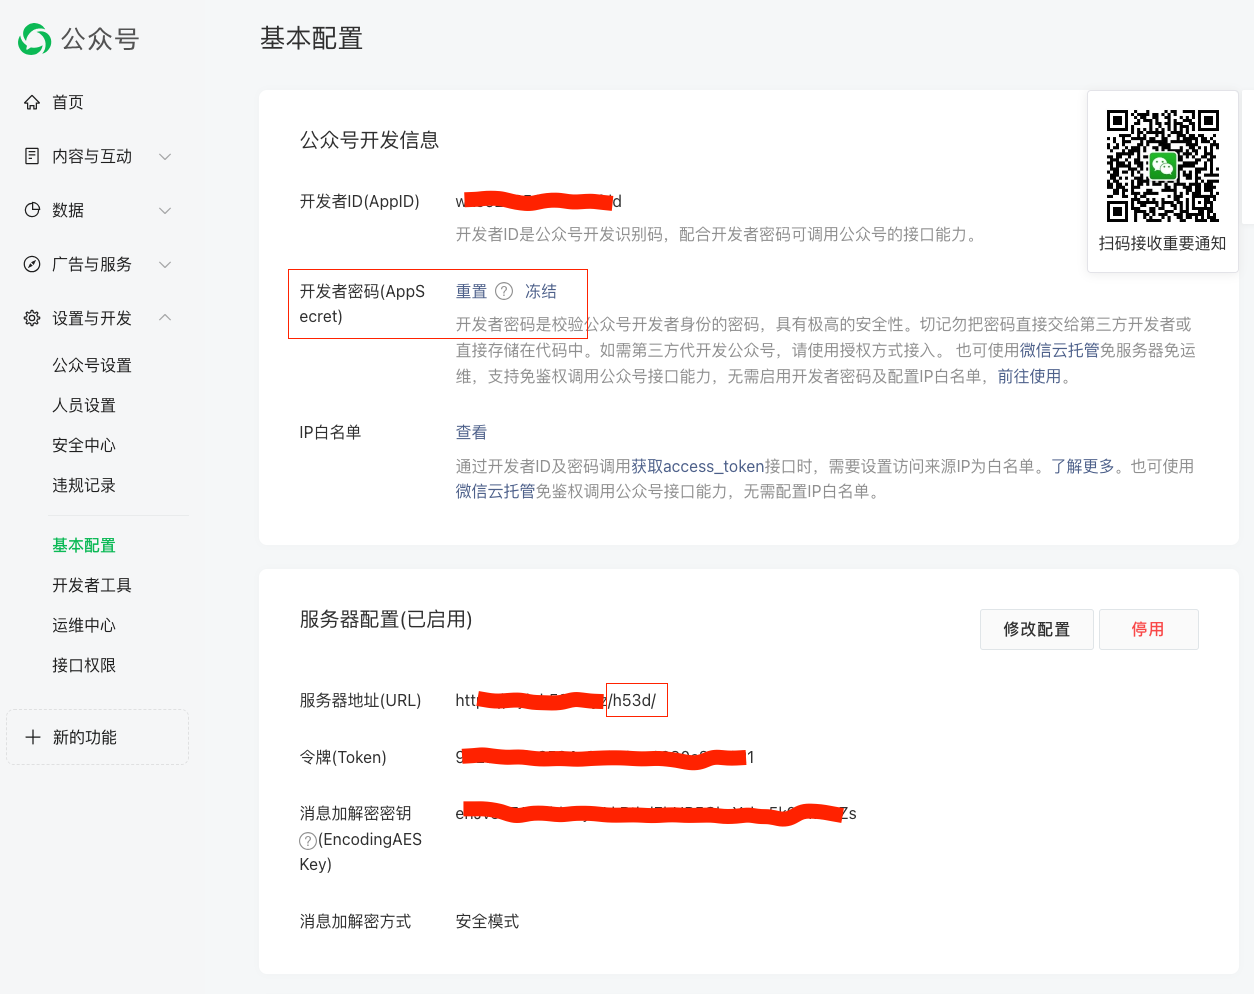 公众号
首页
内容与互动
数据
广告与服务
设置与开发
公众号设置
人员设置
安全中心
违规记录
基本配置
开发者工具
运维中心
接口权限
新的功能
基本配置
公众号开发信息
开发者ID(AppID)
开发者ID是公众号开发识别码，配合开发者密码可调用公众号的接口能力。
开发者密码(AppS
ecret)
重置 ? 冻结
开发者密码是校验公众号开发者身份的密码，具有极高的安全性。切记勿把密码直接交给第三方开发者或
直接存储在代码中。如需第三方代开发公众号，请使用授权方式接入。 也可使用微信云托管免服务器免运
维，支持免鉴权调用公众号接口能力，无需启用开发者密码及配置IP白名单，前往使用。
IP白名单
查看
通过开发者ID及密码调用获取access_token接口时，需要设置访问来源IP为白名单。了解更多。也可使用
微信云托管免鉴权调用公众号接口能力，无需配置IP白名单。
扫码接收重要通知
服务器配置(已启用)
修改配置
停用
服务器地址(URL)
/h53d/
令牌(Token)
消息加解密密钥
?(EncodingAES
Key)
消息加解密方式
安全模式